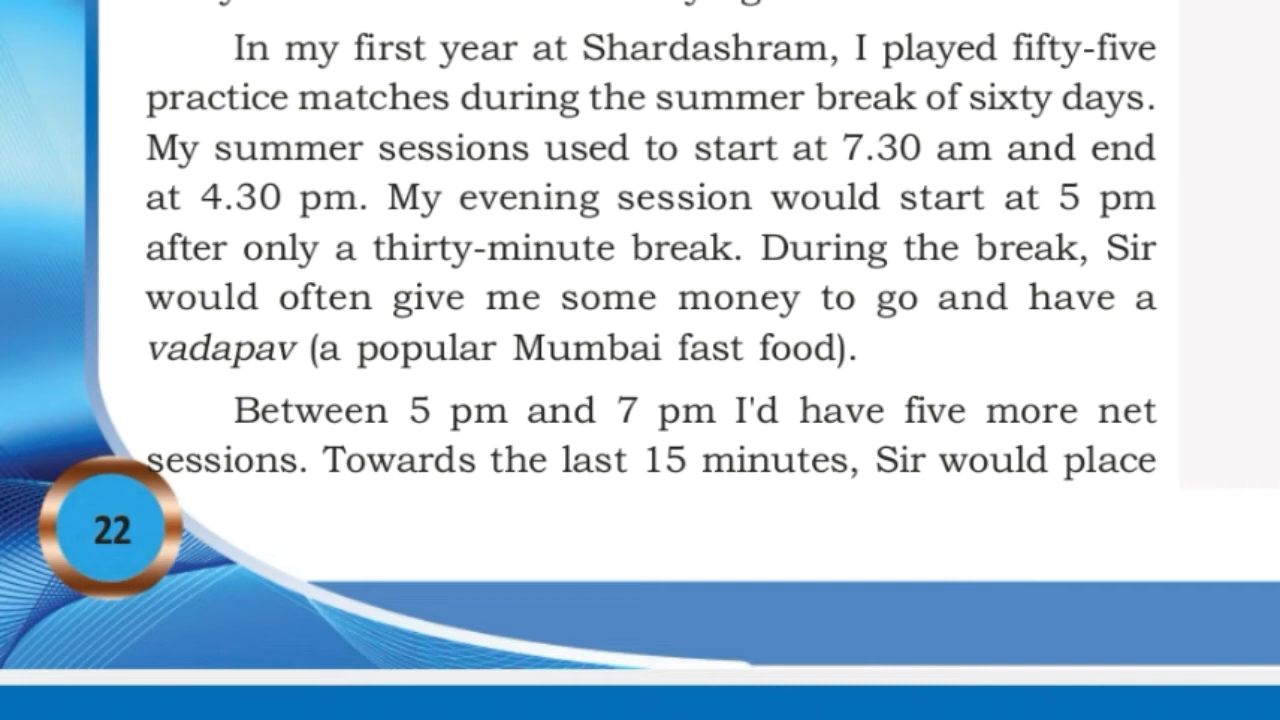 In my first year at Shardashram, I played fifty-five
practice matches during the summer break of sixty days.
My summer sessions used to start at 7.30 am and end
at 4.30 pm. My evening session would start at 5 pm
after only a thirty-minute break. During the break, Sir
would often give me some money to go and have a
vadapav (a popular Mumbai fast food).
Between 5 pm and 7 pm I'd have five more net
sessions. Towards the last 15 minutes, Sir would place
22